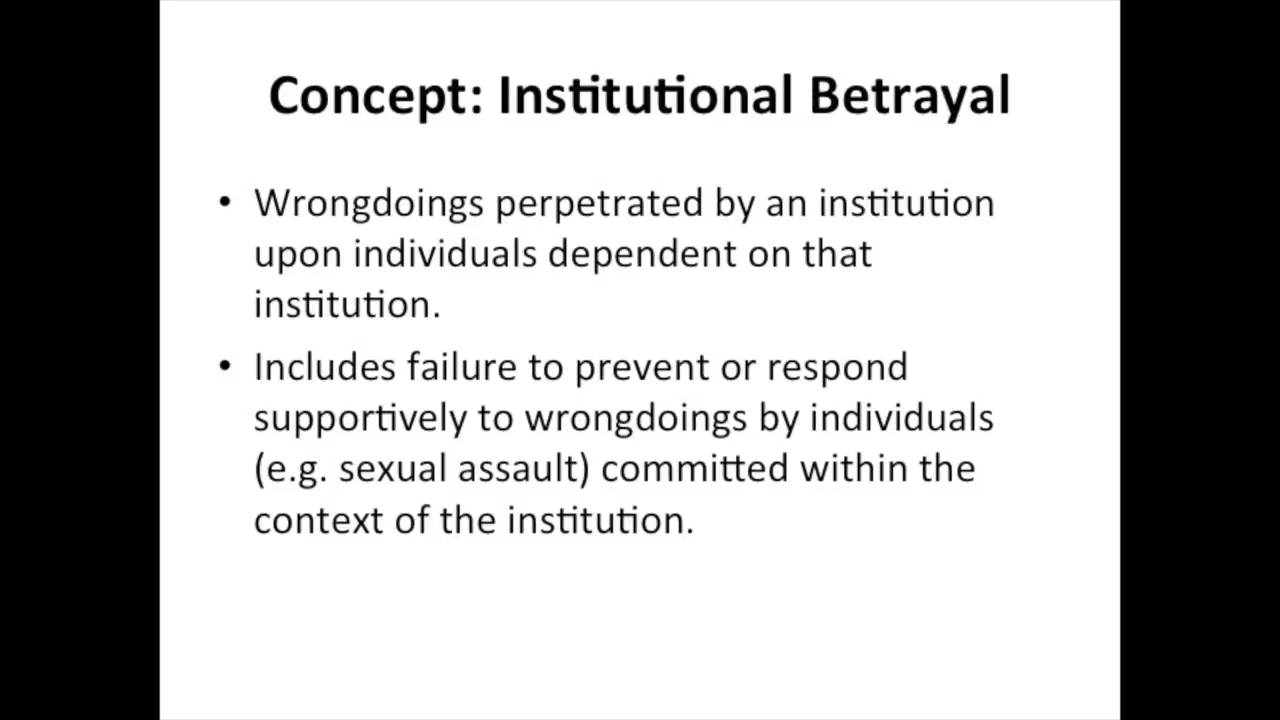 Concept: Institutional Betrayal
• Wrongdoings perpetrated by an institution
upon individuals dependent on that
institution.
• Includes failure to prevent or respond
supportively to wrongdoings by individuals
(e.g. sexual assault) committed within the
context of the institution.